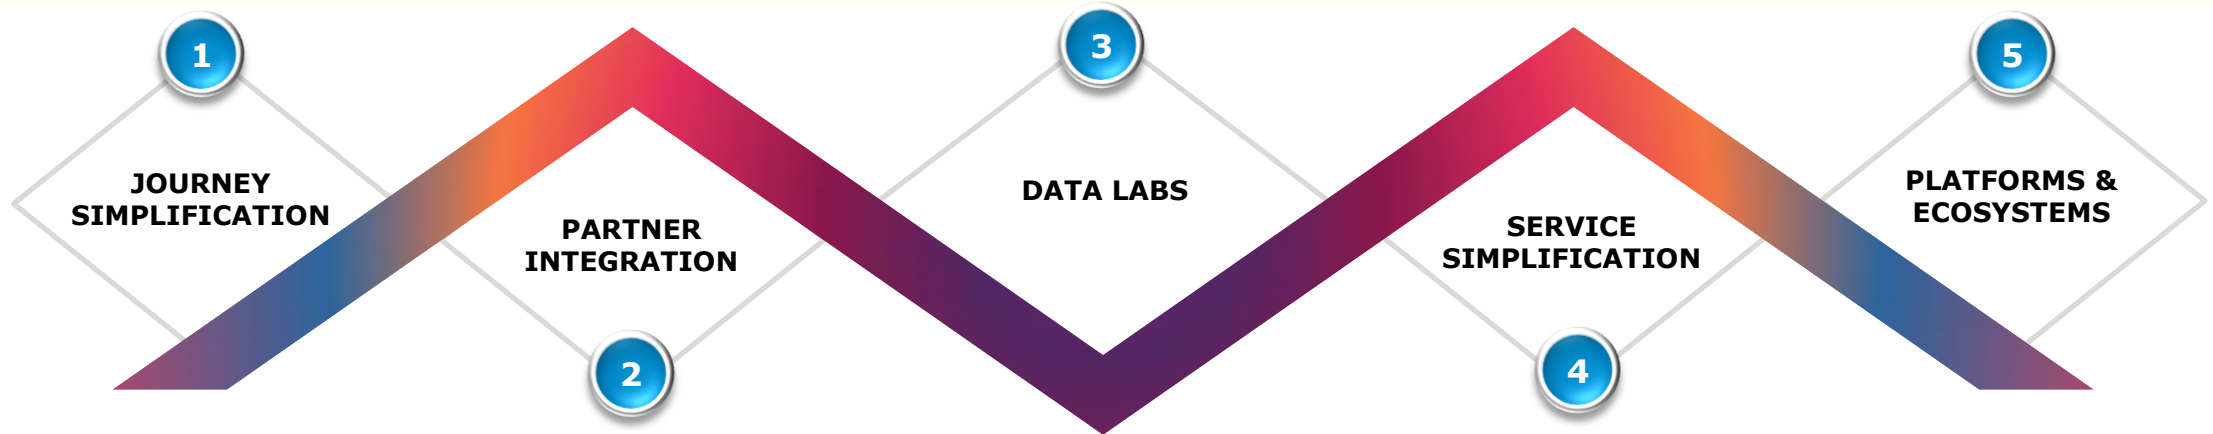 1
JOURNEY
SIMPLIFICATION
PARTNER
INTEGRATION
2
3
DATA LABS
SERVICE
SIMPLIFICATION
4
5
PLATFORMS &
ECOSYSTEMS